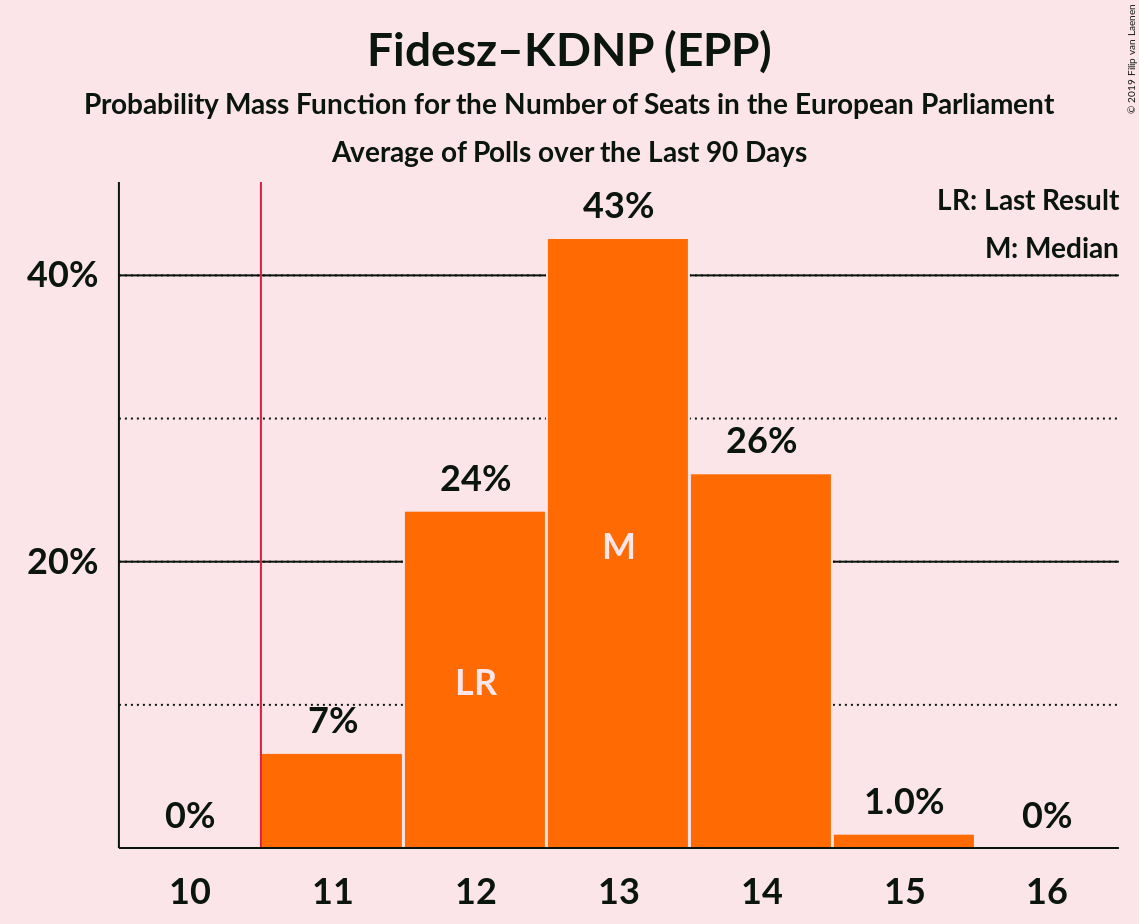 Fidesz–KDNP (EPP)
Probability Mass Function for the Number of Seats in the European Parliament
Average of Polls over the Last 90 Days
© 2019 Filip van Laenen
LR: Last Result
M: Median
40%
20%
0%
7%
24%
43%
26%
1.0%
0%
LR
M
10 11 12 13 14 15 16